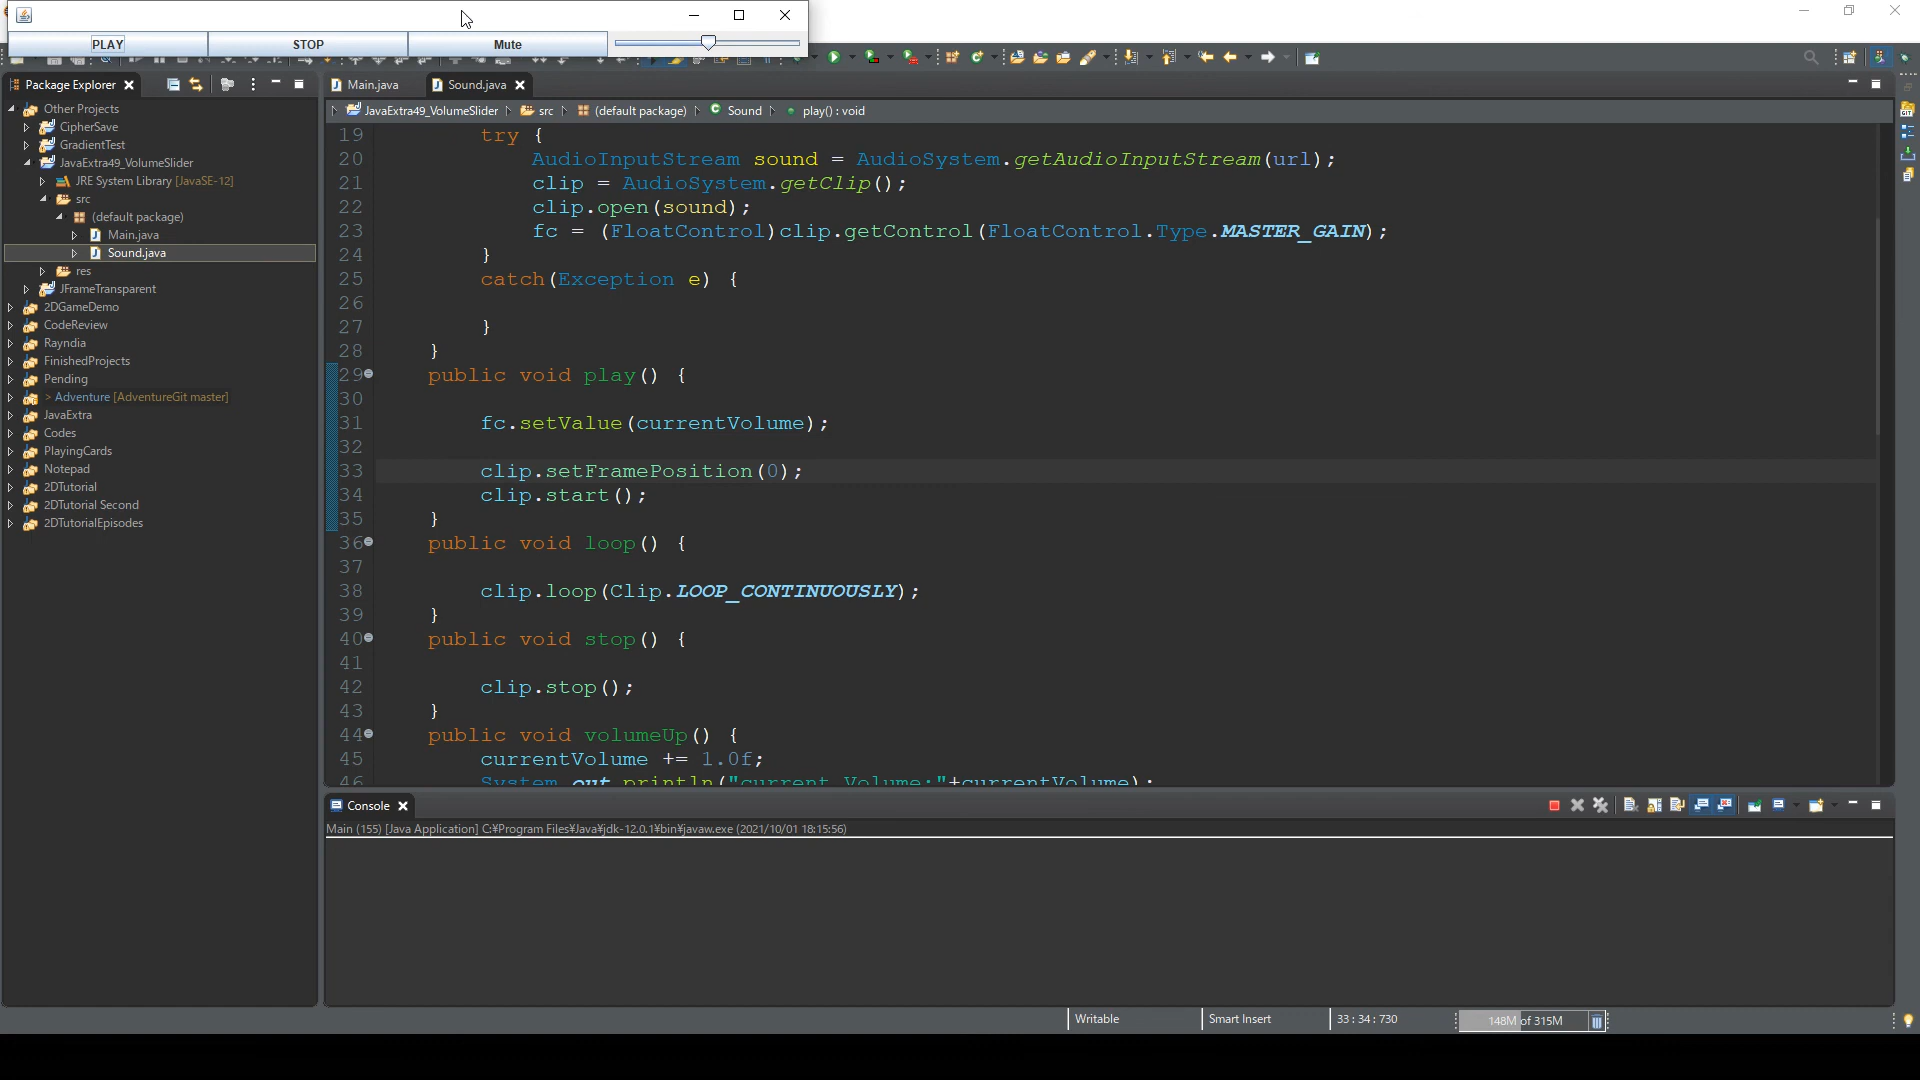 PLAY STOP Mute
Package Explorer
Main.java Sound.java
Other Projects
CipherSave
GradientTest
JavaExtra49_VolumeSlider
JRE System Library [JavaSE-12]
src
(default package)
Main.java
Sound.java
res
JFrameTransparent
2DGameDemo
CodeReview
Rayndia
FinishedProjects
Pending
> Adventure [AdventureGit master]
JavaExtra
Codes
PlayingCards
Notepad
2DTutorial
2DTutorial Second
2DTutorialEpisodes
JavaExtra49_VolumeSlider src (default package) Sound play() : void
19 try {
20 AudioInputStream sound = AudioSystem.getAudioInputStream(url);
21 clip = AudioSystem.getClip();
22 clip.open(sound);
23 fc = (FloatControl)clip.getControl(FloatControl.Type.MASTER_GAIN);
24 }
25 catch(Exception e) {
26
27 }
28 }
29 public void play() {
30
31 fc.setValue(currentVolume);
32
33 clip.setFramePosition(0);
34 clip.start();
35 }
36 public void loop() {
37
38 clip.loop(Clip.LOOP_CONTINUOUSLY);
39 }
40 public void stop() {
41
42 clip.stop();
43 }
44 public void volumeUp() {
45 currentVolume += 1.0f;
46 System.out.println("current Volume:"+currentVolume);
Console
Main (155) [Java Application] C:¥Program Files¥Java¥jdk-12.0.1¥bin¥javaw.exe (2021/10/01 18:15:56)
Writable Smart Insert 33 : 34 : 730 148M of 315M